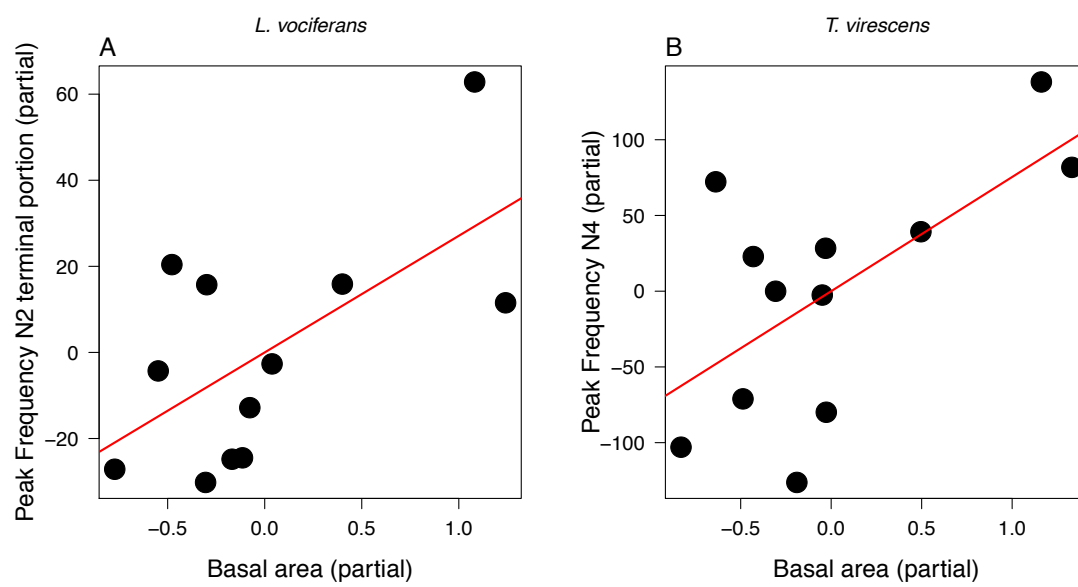 L. vociferans
A
Peak Frequency N2 terminal portion (partial)
60
40
20
0
−20
−0.5
0.0
0.5
1.0
Basal area (partial)
T. virescens
B
Peak Frequency N4 (partial)
100
50
0
−50
−100
−0.5
0.0
0.5
1.0
Basal area (partial)